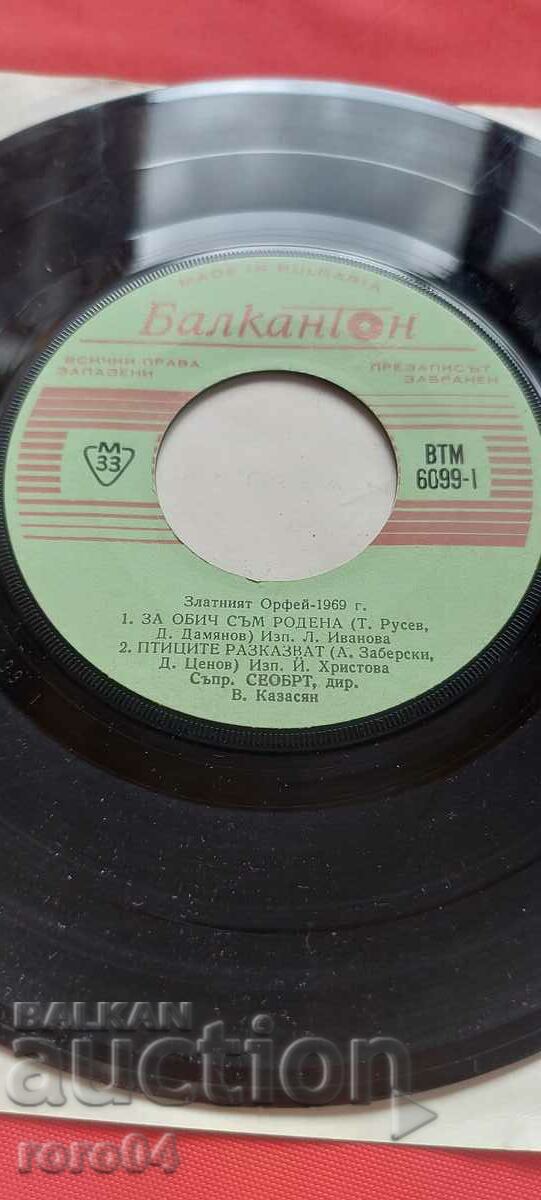 MADE IN BULGARIA
Балкантон
ВСИЧКИ ПРАВА ЗАПАЗЕНИ
ПРЕЗАПИСЪТ ЗАБРАНЕН
М 33
ВТМ
6099-I
Златният Орфей-1969 г.
1. ЗА ОБИЧ СЪМ РОДЕНА (Т. Русев,
Д. Дамянов) Изп. Л. Иванова
2. ПТИЦИТЕ РАЗКАЗВАТ (А. Заберски,
Д. Ценов) Изп. Й. Христова
Съпр. СЕОБРТ, дир.
В. Казасян
BALKAN
auction
roro04